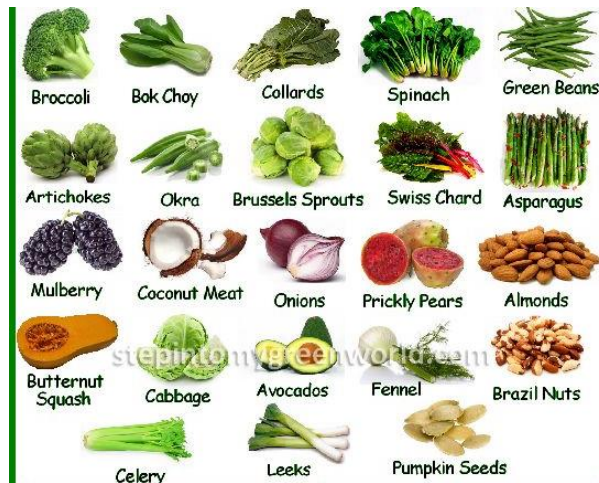 Broccoli
Bok Choy
Collards
Spinach
Green Beans
Artichokes
Okra
Brussels Sprouts
Swiss Chard
Asparagus
Mulberry
Coconut Meat
Onions
Prickly Pears
Almonds
stepintomygreenworld.com
Butternut
Squash
Cabbage
Avocados
Fennel
Brazil Nuts
Celery
Leeks
Pumpkin Seeds